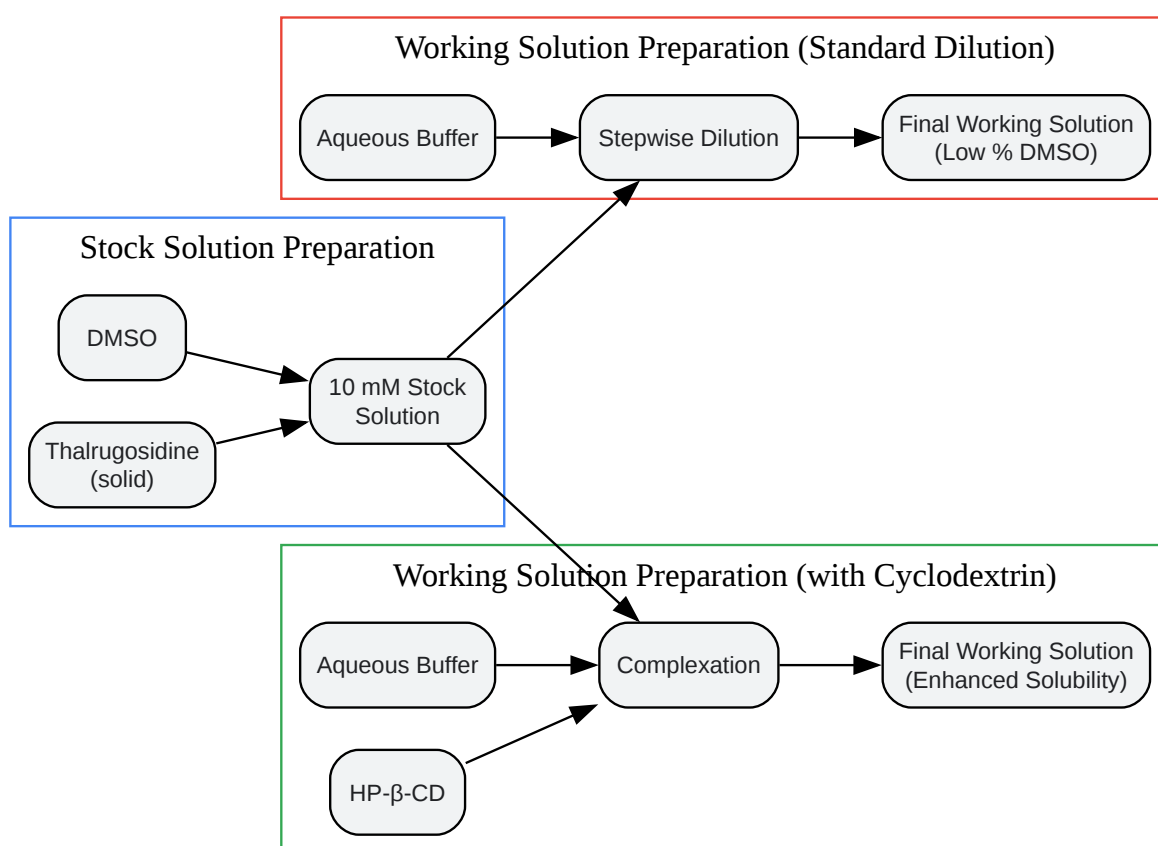 Working Solution Preparation (Standard Dilution)
Aqueous Buffer
Stepwise Dilution
Final Working Solution
(Low % DMSO)
Stock Solution Preparation
DMSO
Thalrugosidine
(solid)
10 mM Stock
Solution
Working Solution Preparation (with Cyclodextrin)
Aqueous Buffer
HP-β-CD
Complexation
Final Working Solution
(Enhanced Solubility)